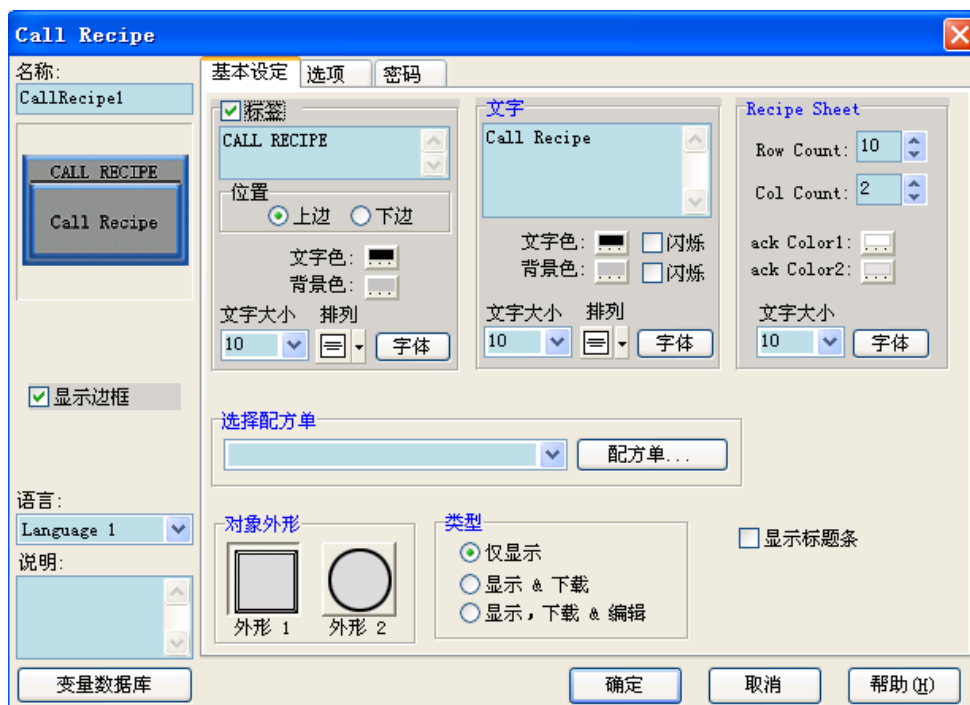 Call Recipe
名称:
CallRecipe1
CALL RECIPE
Call Recipe
显示边框
语言:
Language 1
说明:
变量数据库
基本设定 选项 密码
标签
CALL RECIPE
位置
上边 下边
文字色: ...
背景色: ...
文字大小 排列
10 字体
文字
Call Recipe
文字色: ... 闪烁
背景色: ... 闪烁
文字大小 排列
10 字体
Recipe Sheet
Row Count: 10
Col Count: 2
ack Color1: ...
ack Color2: ...
文字大小
10 字体
选择配方单
配方单...
对象外形
外形 1 外形 2
类型
仅显示
显示 & 下载
显示,下载 & 编辑
显示标题条
确定 取消 帮助(H)